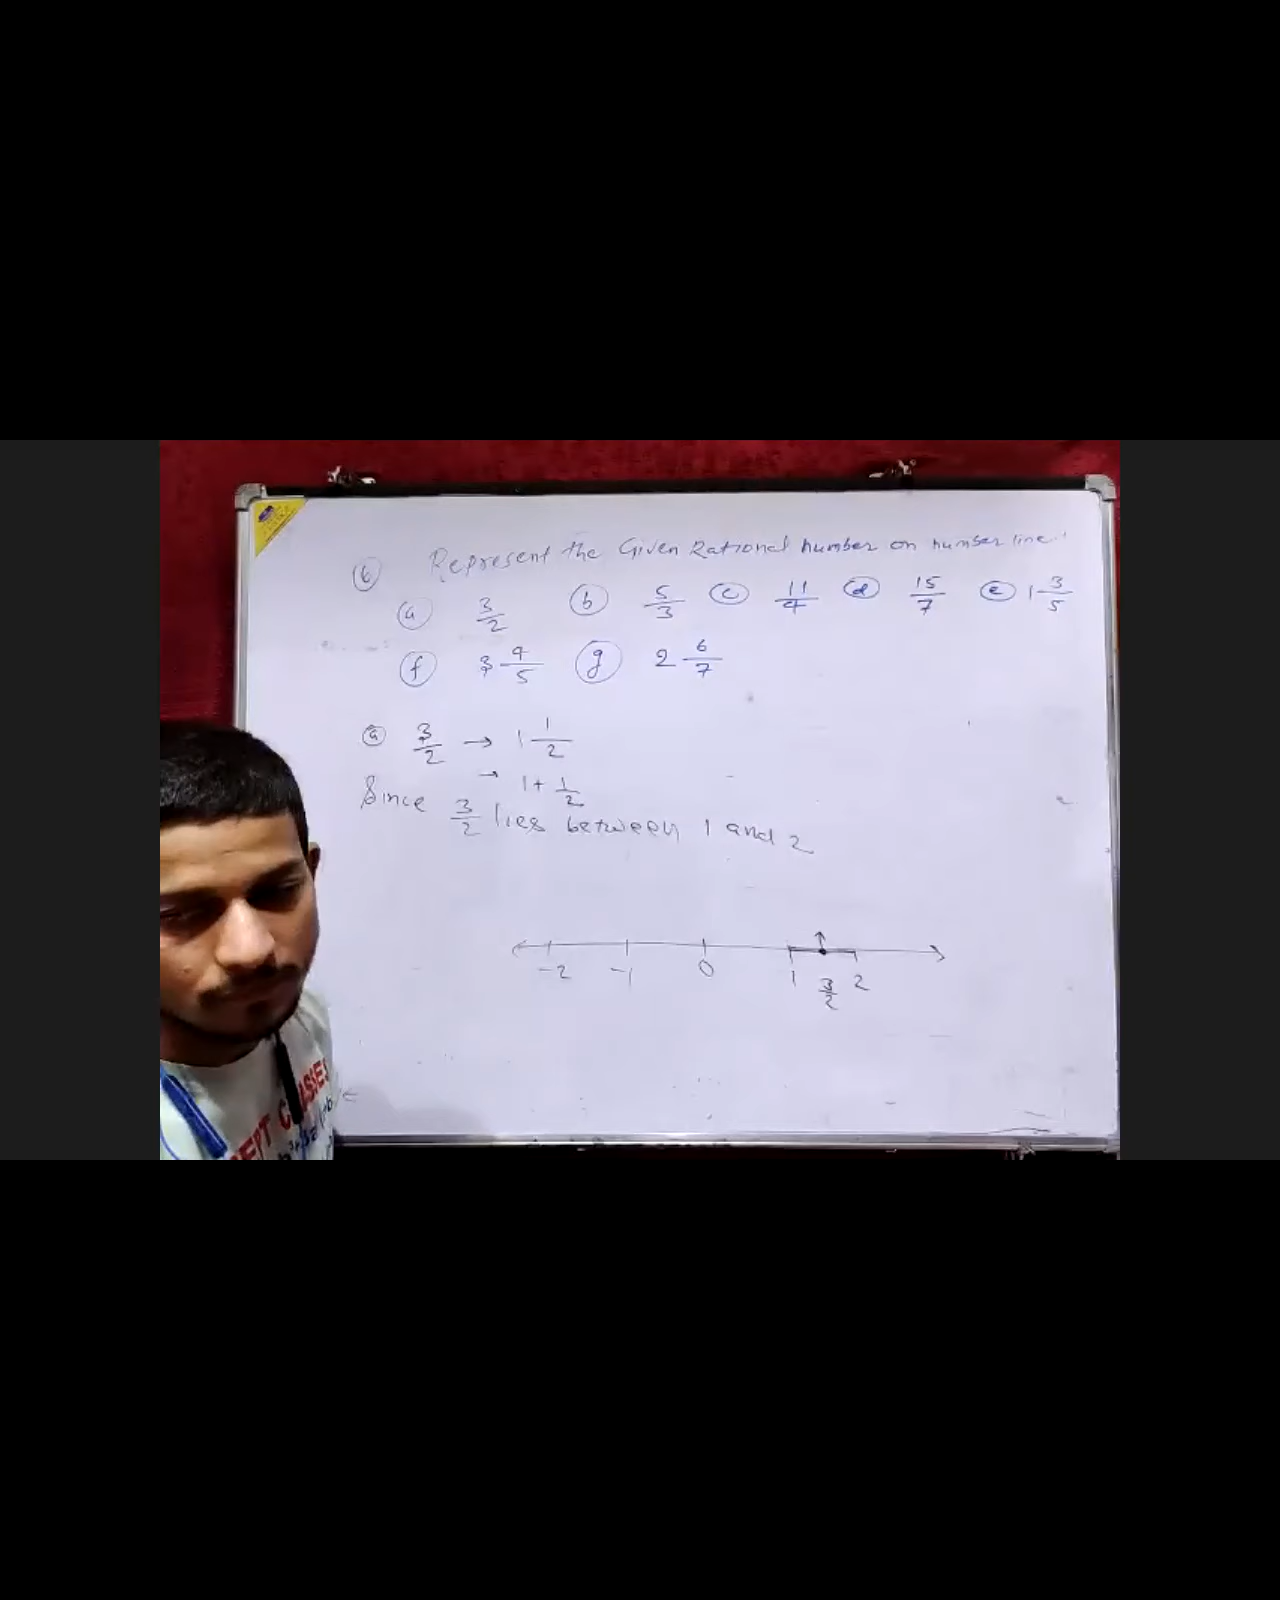 6 Represent the Given Rational number on number line
a 3/2 b 5/3 c 11/4 d 15/7 e 1 3/5
f 3 4/5 g 2 6/7
a 3/2 → 1 1/2
→ 1 + 1/2
Since 3/2 lies between 1 and 2
-2 -1 0 1 3/2 2
CLASSES